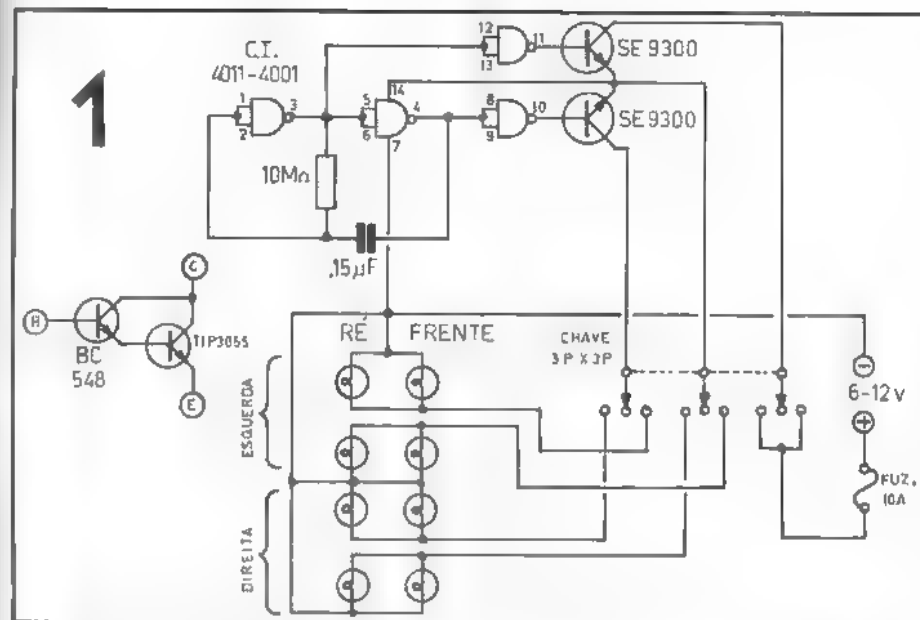 1
C.I.
4011-4001
1
2
3
5
6
14
4
7
12
13
11
8
9
10
SE 9300
SE 9300
10MΩ
.15µF
B
BC
548
C
TIP3055
E
RÉ FRENTE
ESQUERDA
DIREITA
CHAVE
3P X 3P
6-12 v
FUZ.
10A